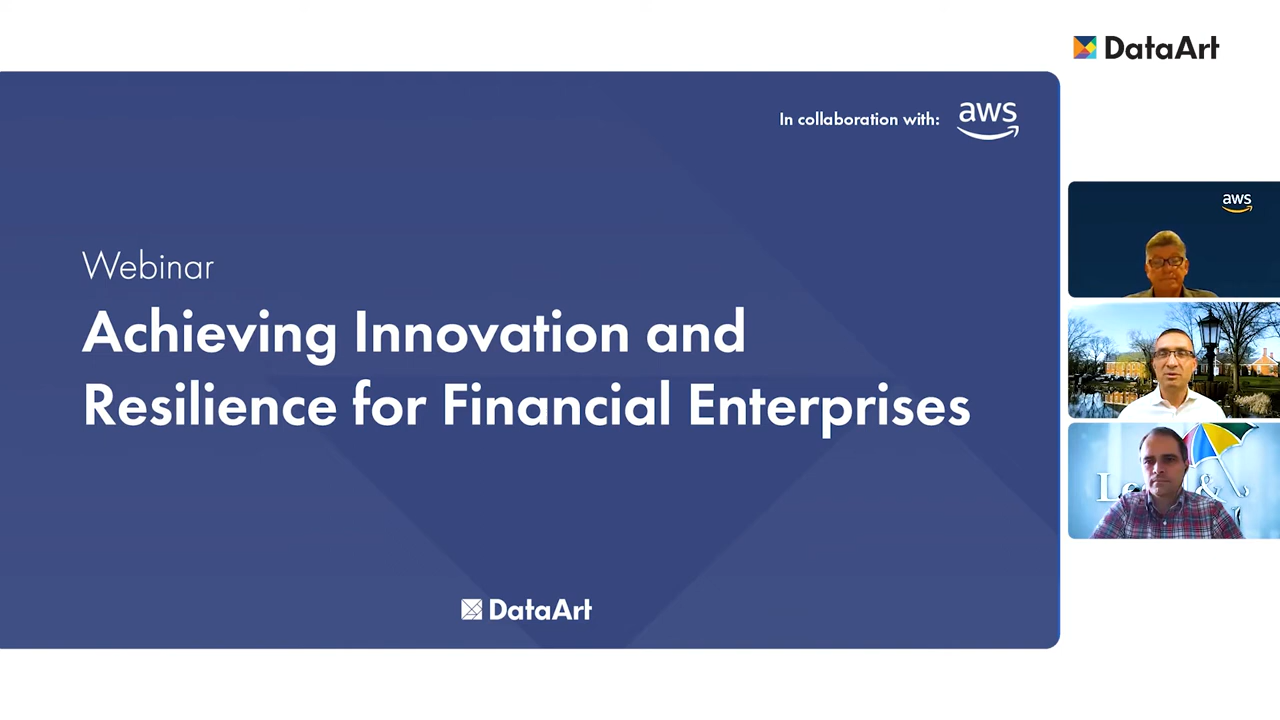 DataArt
In collaboration with: aws
aws
Webinar
Achieving Innovation and
Resilience for Financial Enterprises
DataArt